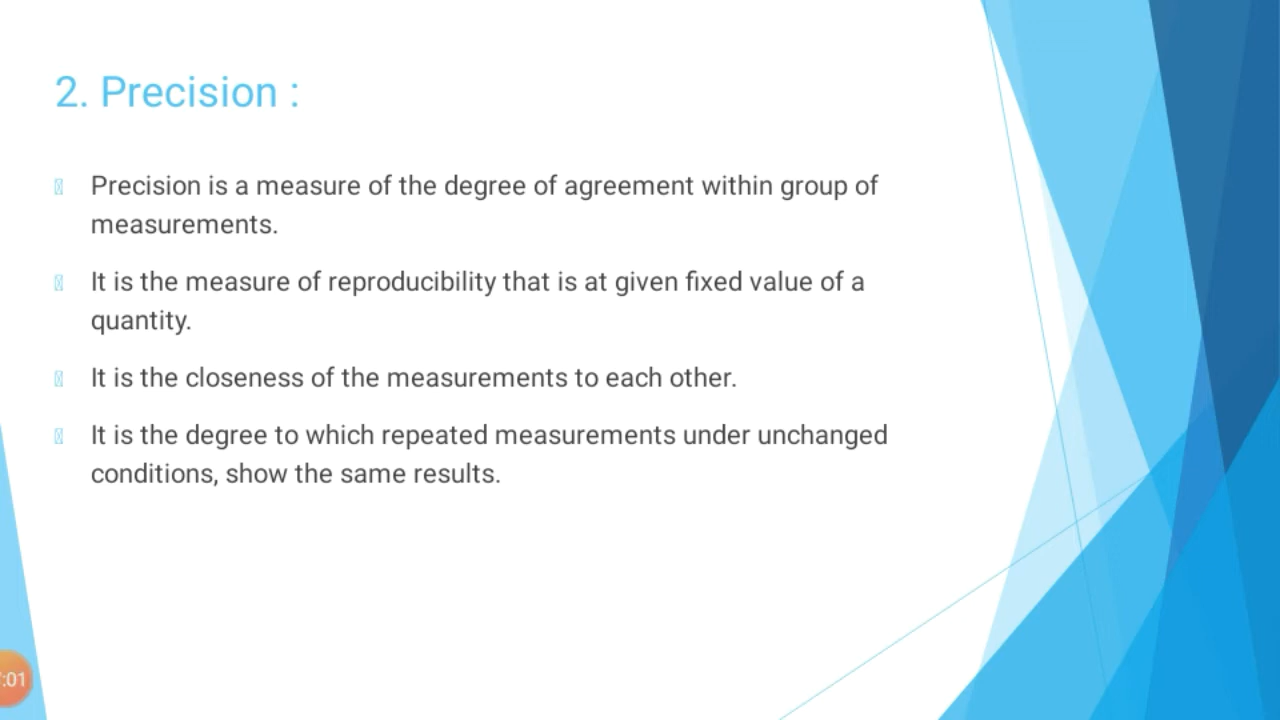 2. Precision :
Precision is a measure of the degree of agreement within group of
measurements.
It is the measure of reproducibility that is at given fixed value of a
quantity.
It is the closeness of the measurements to each other.
It is the degree to which repeated measurements under unchanged
conditions, show the same results.
:01